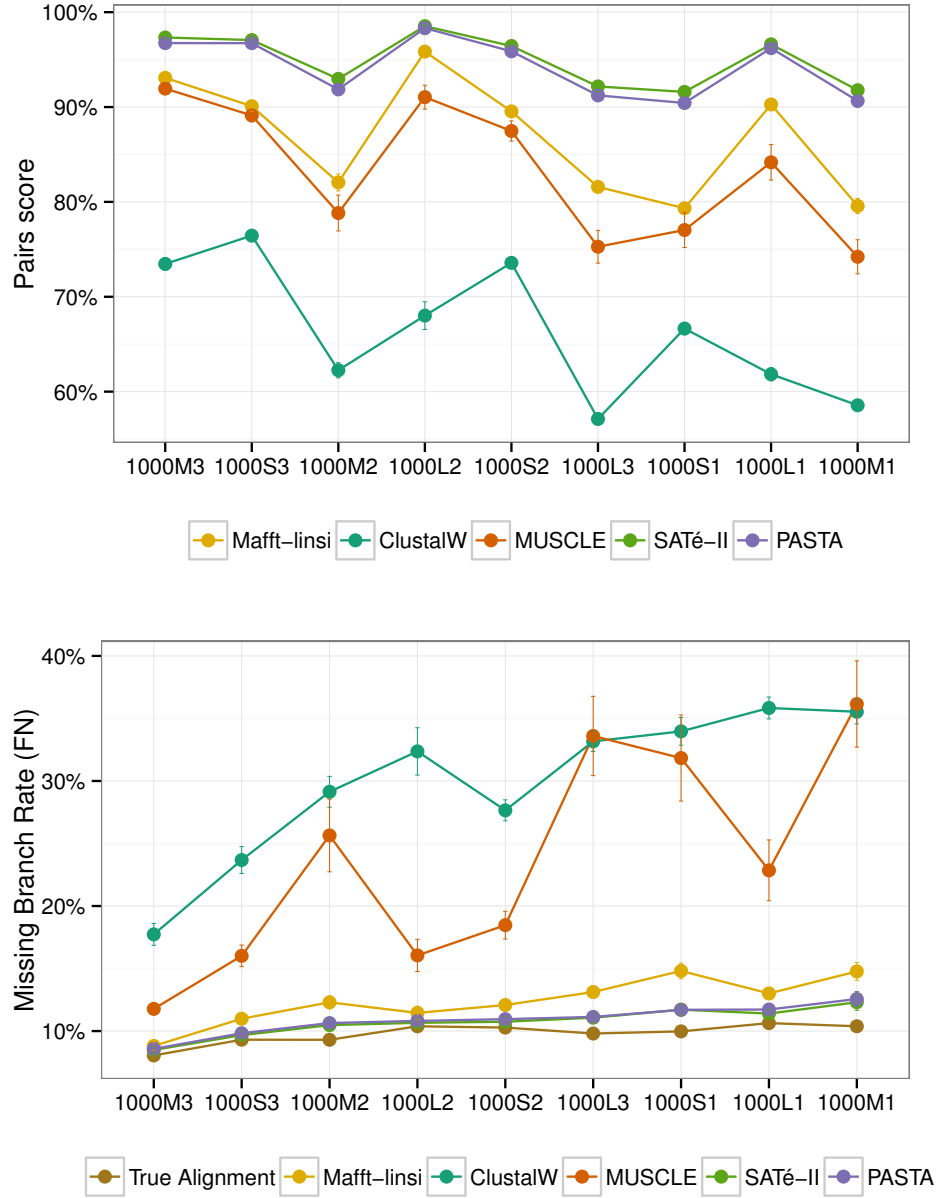 100%
90%
80%
70%
60%
Pairs score
1000M3 1000S3 1000M2 1000L2 1000S2 1000L3 1000S1 1000L1 1000M1
Mafft−linsi ClustalW MUSCLE SATé−II PASTA
40%
30%
20%
10%
Missing Branch Rate (FN)
1000M3 1000S3 1000M2 1000L2 1000S2 1000L3 1000S1 1000L1 1000M1
True Alignment Mafft−linsi ClustalW MUSCLE SATé−II PASTA